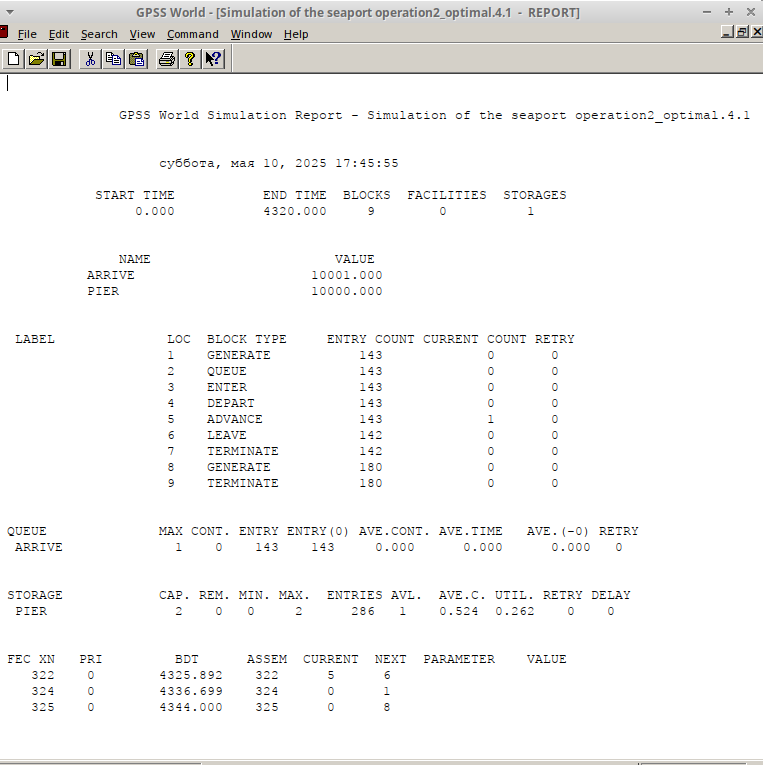 GPSS World - [Simulation of the seaport operation2_optimal.4.1 - REPORT]
File Edit Search View Command Window Help
GPSS World Simulation Report - Simulation of the seaport operation2_optimal.4.1
суббота, мая 10, 2025 17:45:55
START TIME END TIME BLOCKS FACILITIES STORAGES
0.000 4320.000 9 0 1
NAME VALUE
ARRIVE 10001.000
PIER 10000.000
LABEL LOC BLOCK TYPE ENTRY COUNT CURRENT COUNT RETRY
1 GENERATE 143 0 0
2 QUEUE 143 0 0
3 ENTER 143 0 0
4 DEPART 143 0 0
5 ADVANCE 143 1 0
6 LEAVE 142 0 0
7 TERMINATE 142 0 0
8 GENERATE 180 0 0
9 TERMINATE 180 0 0
QUEUE MAX CONT. ENTRY ENTRY(0) AVE.CONT. AVE.TIME AVE.(-0) RETRY
ARRIVE 1 0 143 143 0.000 0.000 0.000 0
STORAGE CAP. REM. MIN. MAX. ENTRIES AVL. AVE.C. UTIL. RETRY DELAY
PIER 2 0 0 2 286 1 0.524 0.262 0 0
FEC XN PRI BDT ASSEM CURRENT NEXT PARAMETER VALUE
322 0 4325.892 322 5 6
324 0 4336.699 324 0 1
325 0 4344.000 325 0 8